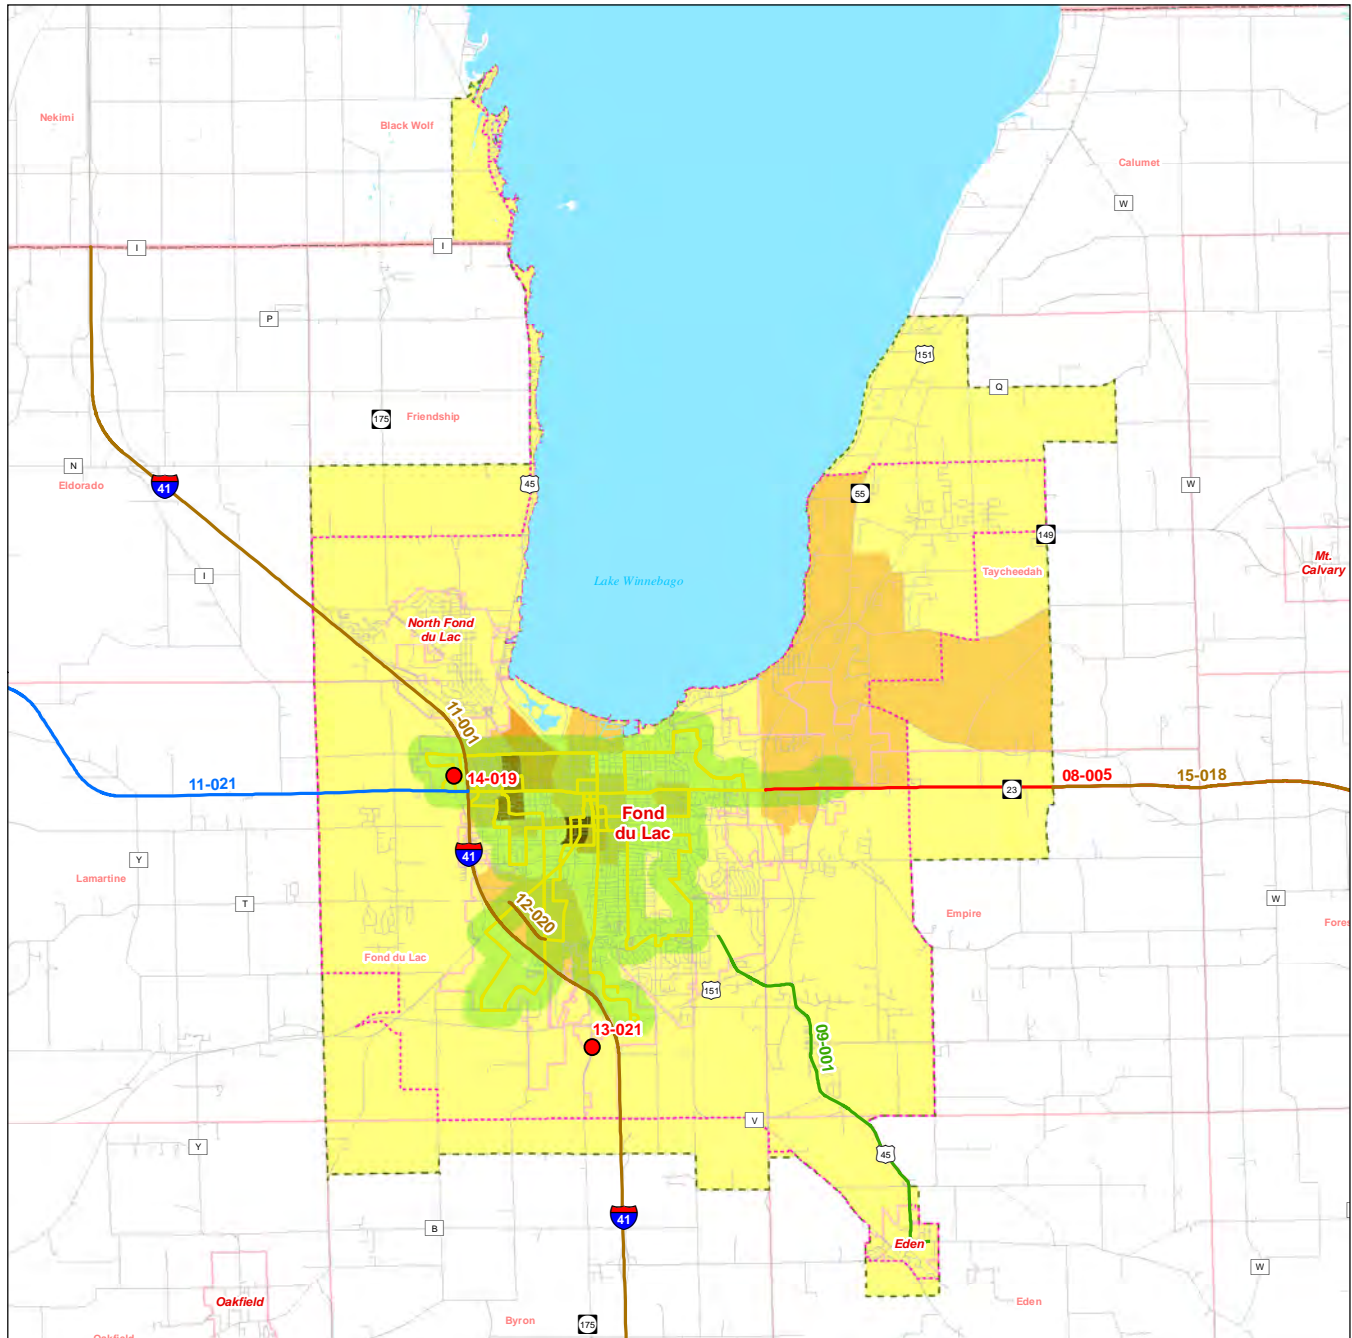 Nekimi
Black Wolf
Calumet
W
I
I
P
151
Q
175
Friendship
N
Eldorado
41
45
55
W
149
Mt.
Calvary
Taycheedah
I
Lake Winnebago
North Fond
du Lac
11-001
14-019
11-021
08-005
15-018
23
Fond
du Lac
41
Y
Lamartine
T
12-020
W
Empire
Fores
Fond du Lac
151
13-021
09-001
V
Y
45
41
B
Eden
W
Oakfield
Eden
Byron
175
Oakfield